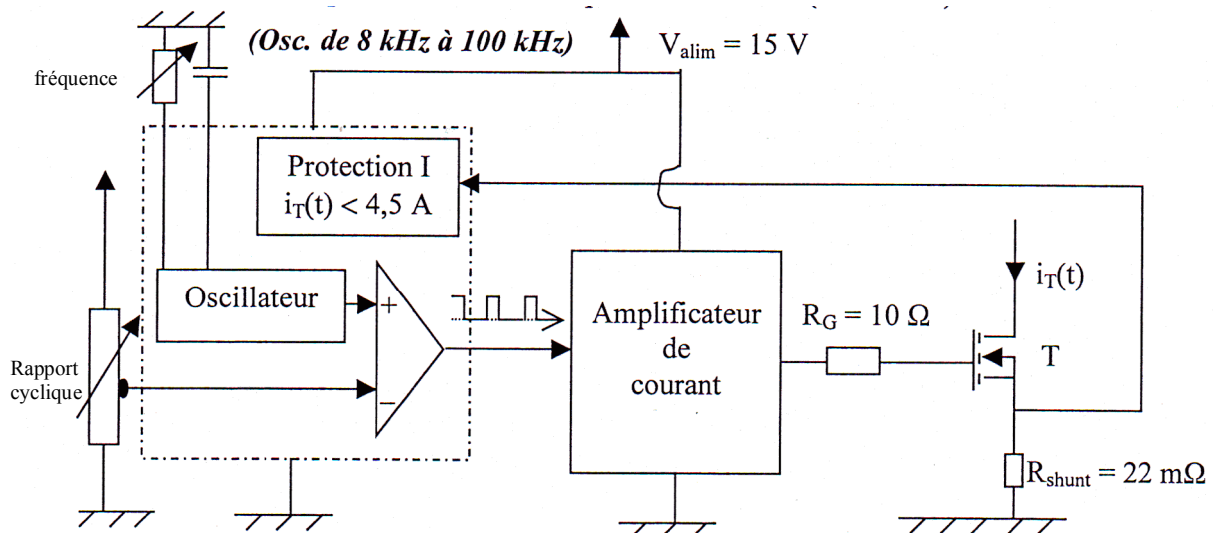 (Osc. de 8 kHz à 100 kHz)
Valim = 15 V
fréquence
Protection I
iT(t) < 4,5 A
Oscillateur
+
−
Rapport
cyclique
Amplificateur
de
courant
RG = 10 Ω
iT(t)
T
Rshunt = 22 mΩ